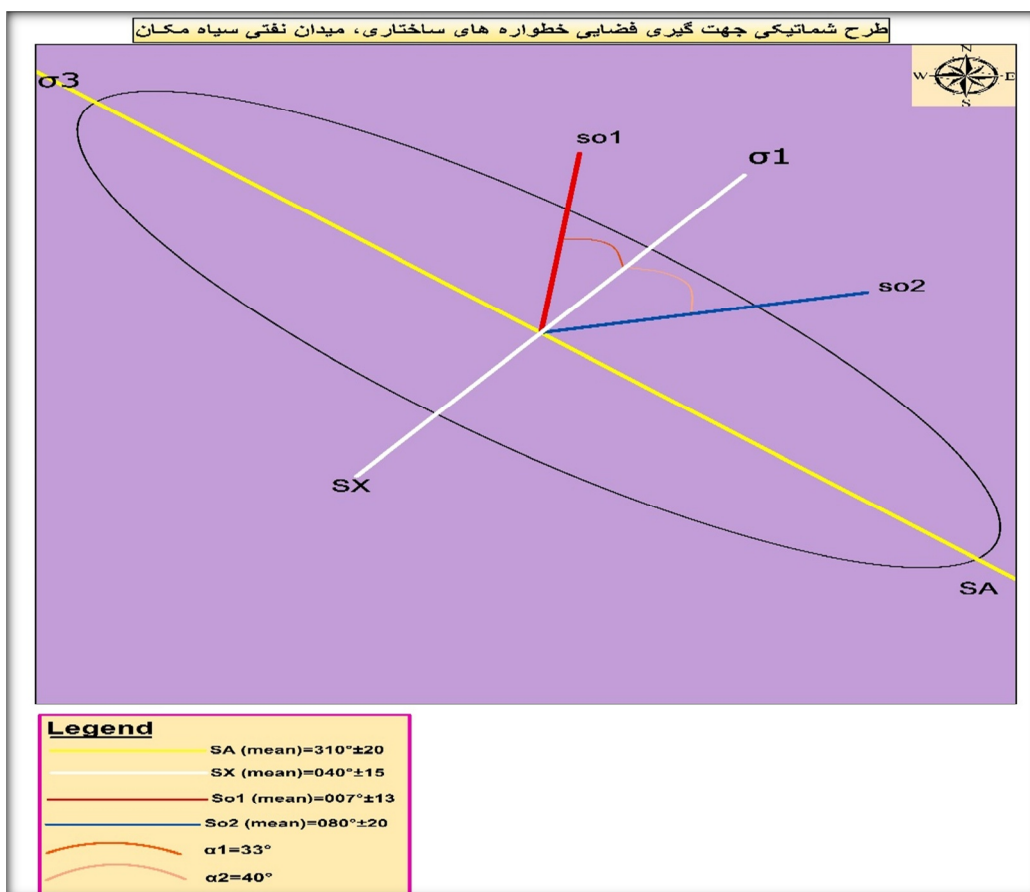 طرح شماتیکی جهت گیری فضایی خطواره های ساختاری، میدان نفتی سیاه مکان
N
W E
S
σ3
so1
σ1
so2
SX
SA
Legend
SA (mean)=310°±20
SX (mean)=040°±15
So1 (mean)=007°±13
So2 (mean)=080°±20
α1=33°
α2=40°